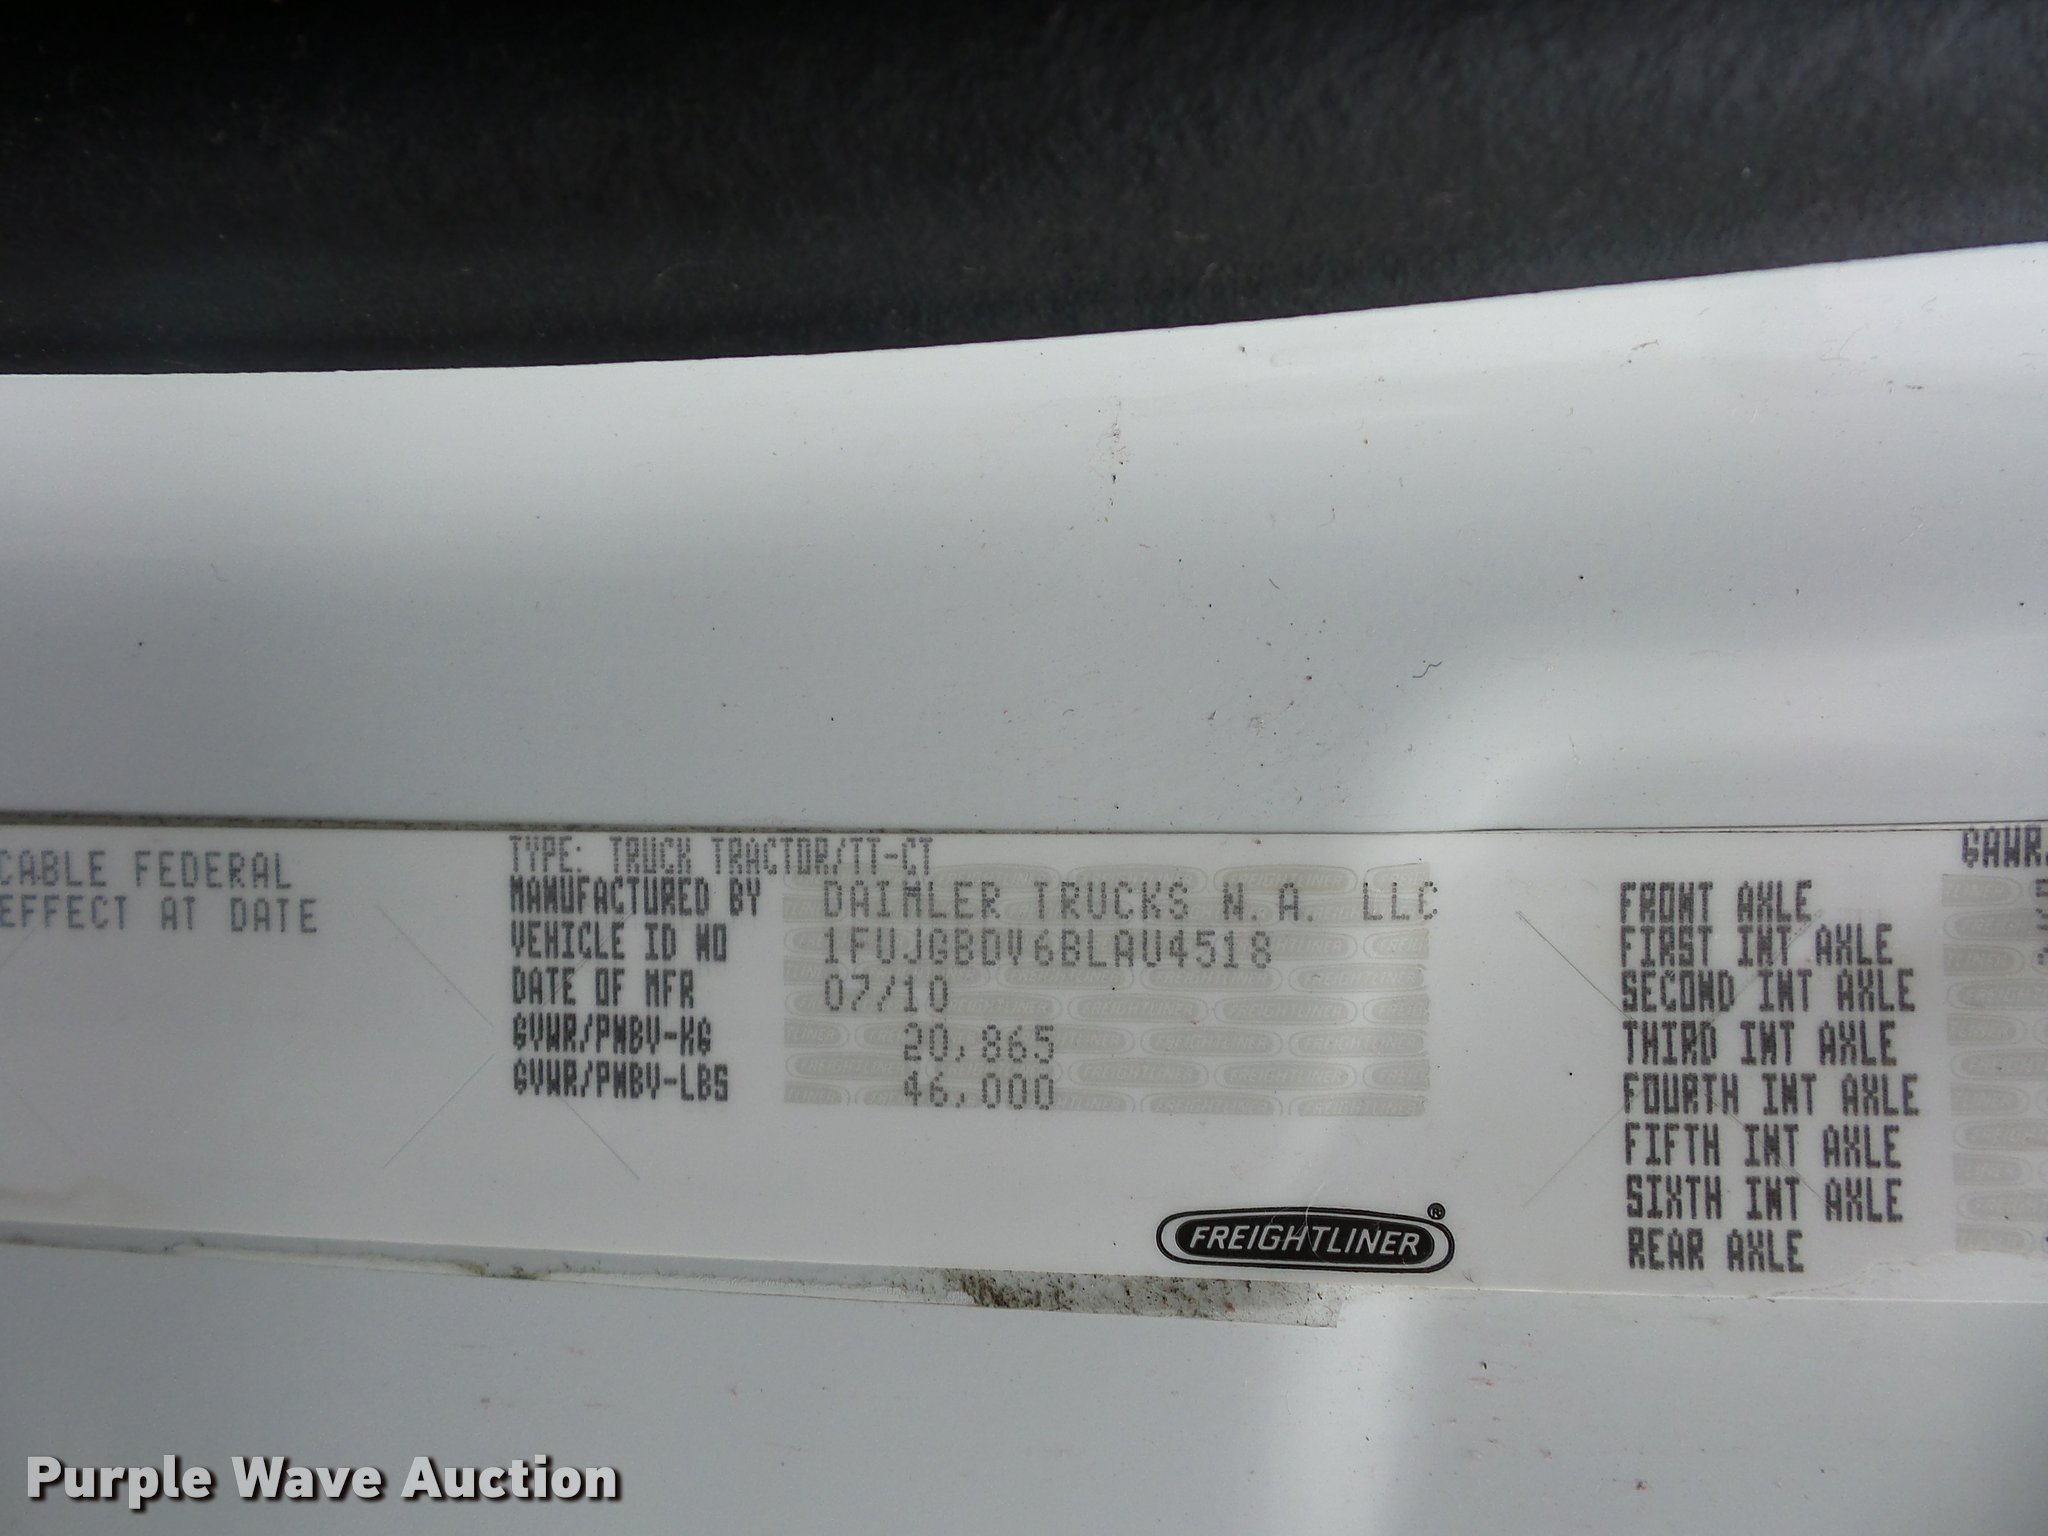 CABLE FEDERAL
EFFECT AT DATE
TYPE: TRUCK TRACTOR/TT-CT
MANUFACTURED BY DAIMLER TRUCKS N.A. LLC
VEHICLE ID NO 1FUJGBDV6BLAU4518
DATE OF MFR 07/10
GVWR/PNBV-KG 20,865
GVWR/PNBV-LBS 46,000
FREIGHTLINER®
GAWR
FRONT AXLE
FIRST INT AXLE
SECOND INT AXLE
THIRD INT AXLE
FOURTH INT AXLE
FIFTH INT AXLE
SIXTH INT AXLE
REAR AXLE
Purple Wave Auction